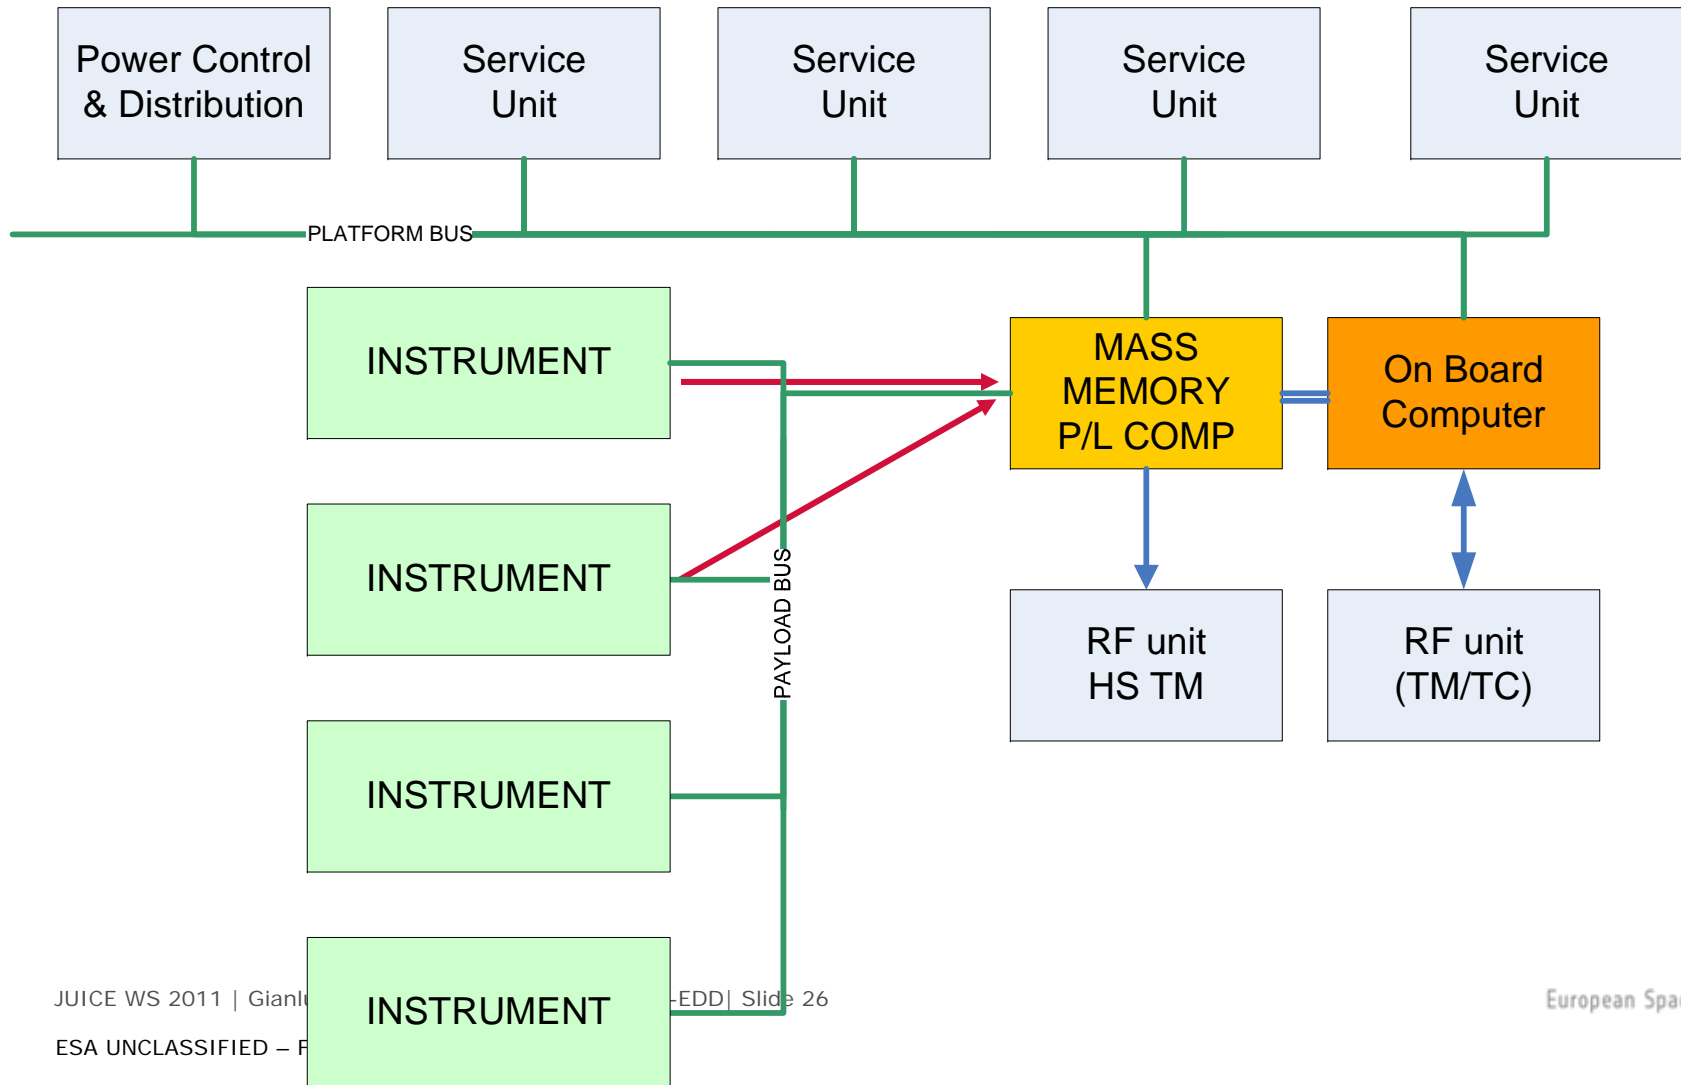 Power Control
& Distribution
Service
Unit
Service
Unit
Service
Unit
Service
Unit
PLATFORM BUS
INSTRUMENT
MASS
MEMORY
P/L COMP
On Board
Computer
INSTRUMENT
PAYLOAD BUS
RF unit
HS TM
RF unit
(TM/TC)
INSTRUMENT
INSTRUMENT
JUICE WS 2011 | -EDD| Slide 26
European
ESA UNCLASSIFIED –